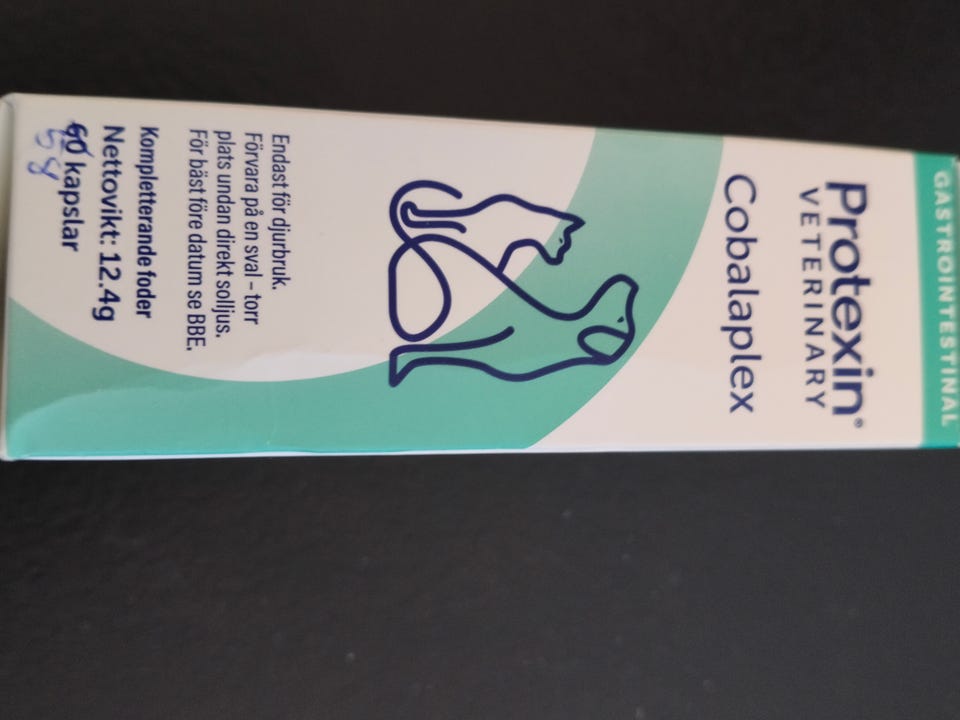 GASTROINTESTINAL
Protexin®
VETERINARY
Cobalaplex
Endast för djurbruk.
Förvara på en sval – torr
plats undan direkt solljus.
För bäst före datum se BBE.
Kompletterande foder
Nettovikt: 12.4g
60 kapslar
58